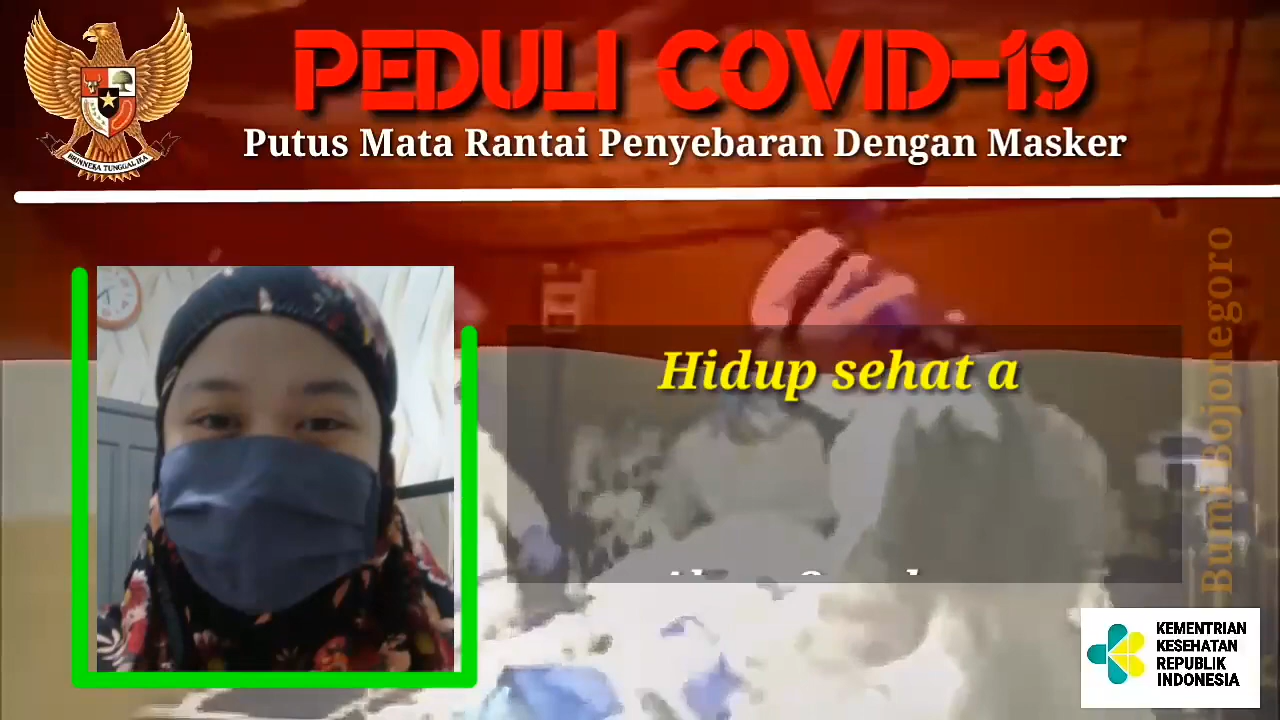 PEDULI COVID-19
Putus Mata Rantai Penyebaran Dengan Masker
BHINNEKA TUNGGAL IKA
Hidup sehat a
Bumi Bojonegoro
KEMENTRIAN
KESEHATAN
REPUBLIK
INDONESIA